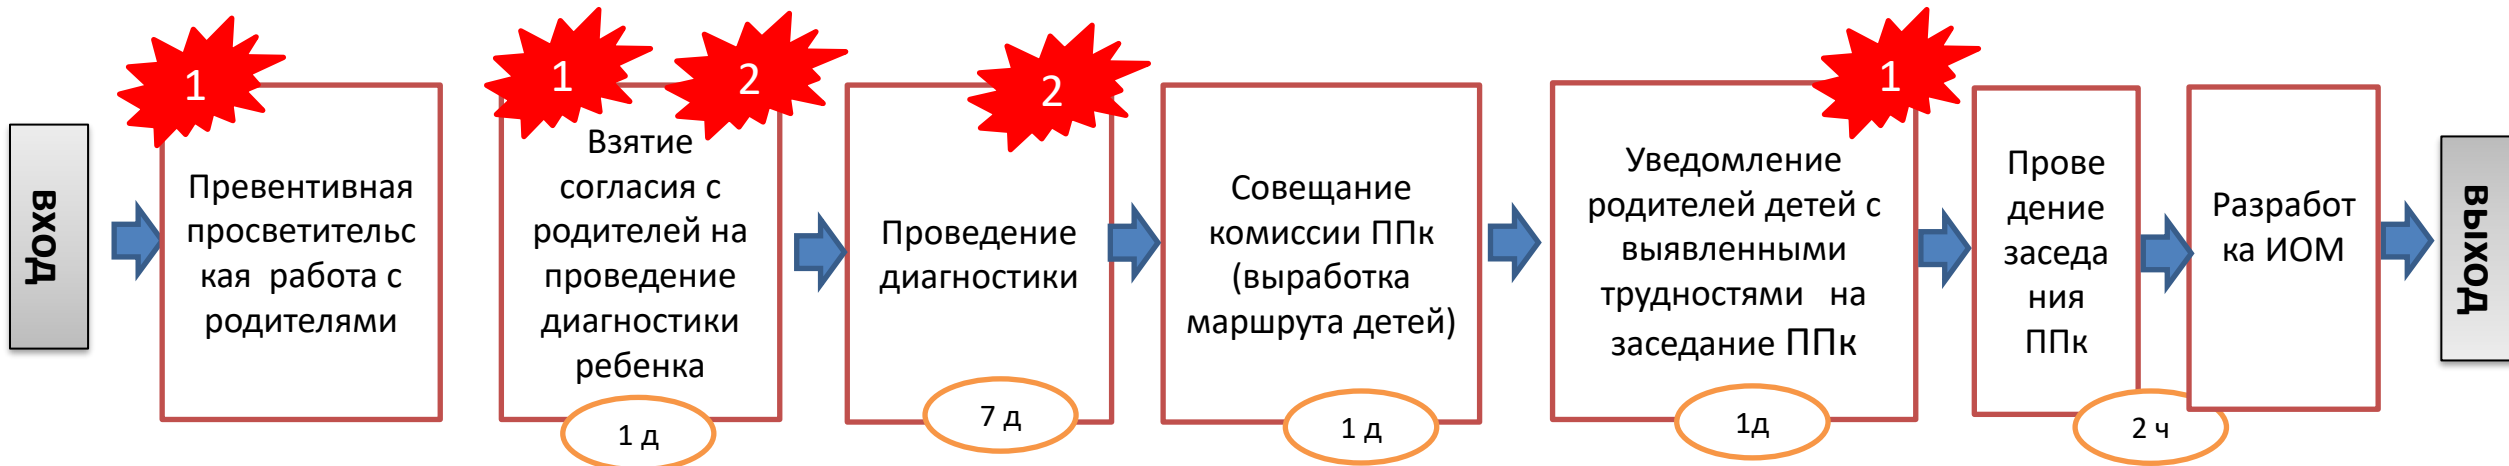 ВХОД
1
Превентивная
просветительс
кая работа с
родителями
1
2
Взятие
согласия с
родителей на
проведение
диагностики
ребенка
1 д
2
Проведение
диагностики
7 д
Совещание
комиссии ППк
(выработка
маршрута детей)
1 д
1
Уведомление
родителей детей с
выявленными
трудностями на
заседание ППк
1д
Прове
дение
заседа
ния
ППк
2 ч
Разработ
ка ИОМ
ВЫХОД